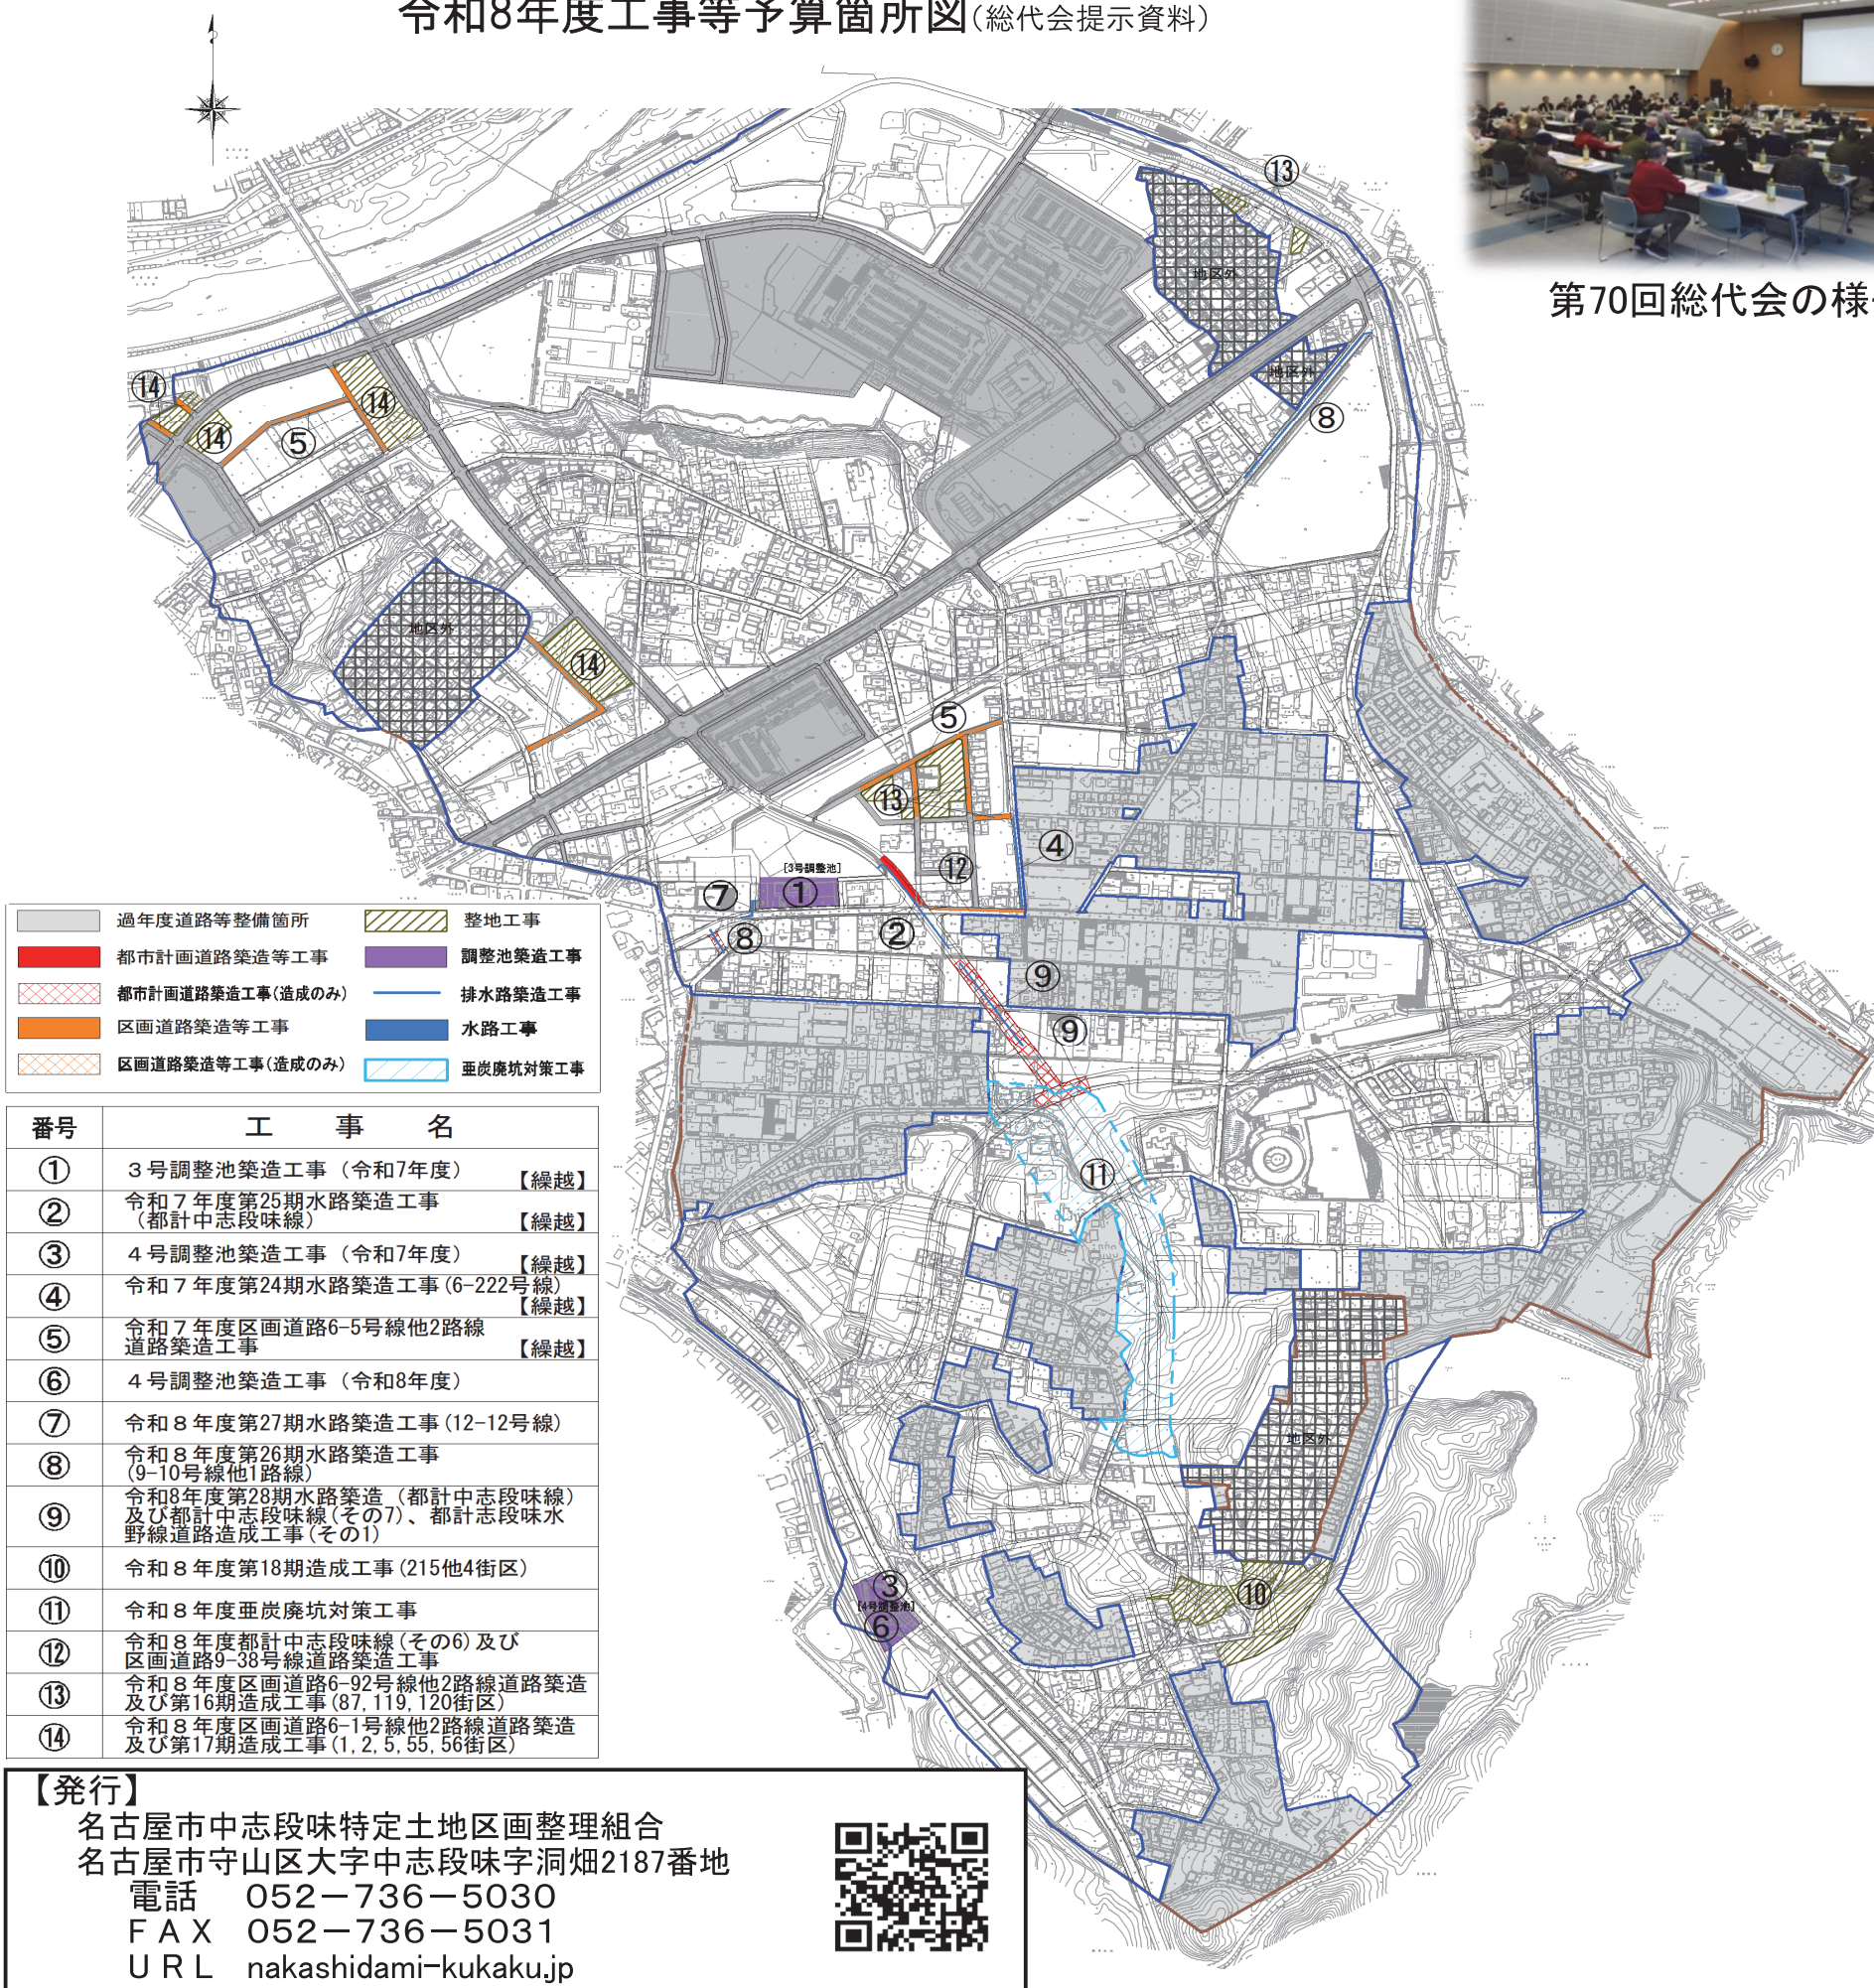 令和8年度工事等予算箇所図(総代会提示資料)
第70回総代会の様
⑬
地区外
地区外
⑧
⑭
⑭
⑭
⑤
地区外
⑭
⑤
⑬
④
⑫
[3号調整池]
⑦
①
②
⑧
⑨
⑨
⑪
地区外
⑩
③
[4号調整池]
⑥
過年度道路等整備箇所
整地工事
都市計画道路築造等工事
調整池築造工事
都市計画道路築造工事(造成のみ)
排水路築造工事
区画道路築造等工事
水路工事
区画道路築造等工事(造成のみ)
亜炭廃坑対策工事
番号 工事名
① 3号調整池築造工事(令和7年度)【繰越】
② 令和7年度第25期水路築造工事
(都計中志段味線)【繰越】
③ 4号調整池築造工事(令和7年度)【繰越】
④ 令和7年度第24期水路築造工事(6-222号線)
【繰越】
⑤ 令和7年度区画道路6-5号線他2路線
道路築造工事【繰越】
⑥ 4号調整池築造工事(令和8年度)
⑦ 令和8年度第27期水路築造工事(12-12号線)
⑧ 令和8年度第26期水路築造工事
(9-10号線他1路線)
⑨ 令和8年度第28期水路築造(都計中志段味線)
及び都計中志段味線(その7)、都計志段味水
野線道路造成工事(その1)
⑩ 令和8年度第18期造成工事(215他4街区)
⑪ 令和8年度亜炭廃坑対策工事
⑫ 令和8年度都計中志段味線(その6)及び
区画道路9-38号線道路築造工事
⑬ 令和8年度区画道路6-92号線他2路線道路築造
及び第16期造成工事(87,119,120街区)
⑭ 令和8年度区画道路6-1号線他2路線道路築造
及び第17期造成工事(1,2,5,55,56街区)
【発行】
名古屋市中志段味特定土地区画整理組合
名古屋市守山区大字中志段味字洞畑2187番地
電話 052-736-5030
FAX 052-736-5031
URL nakashidami-kukaku.jp